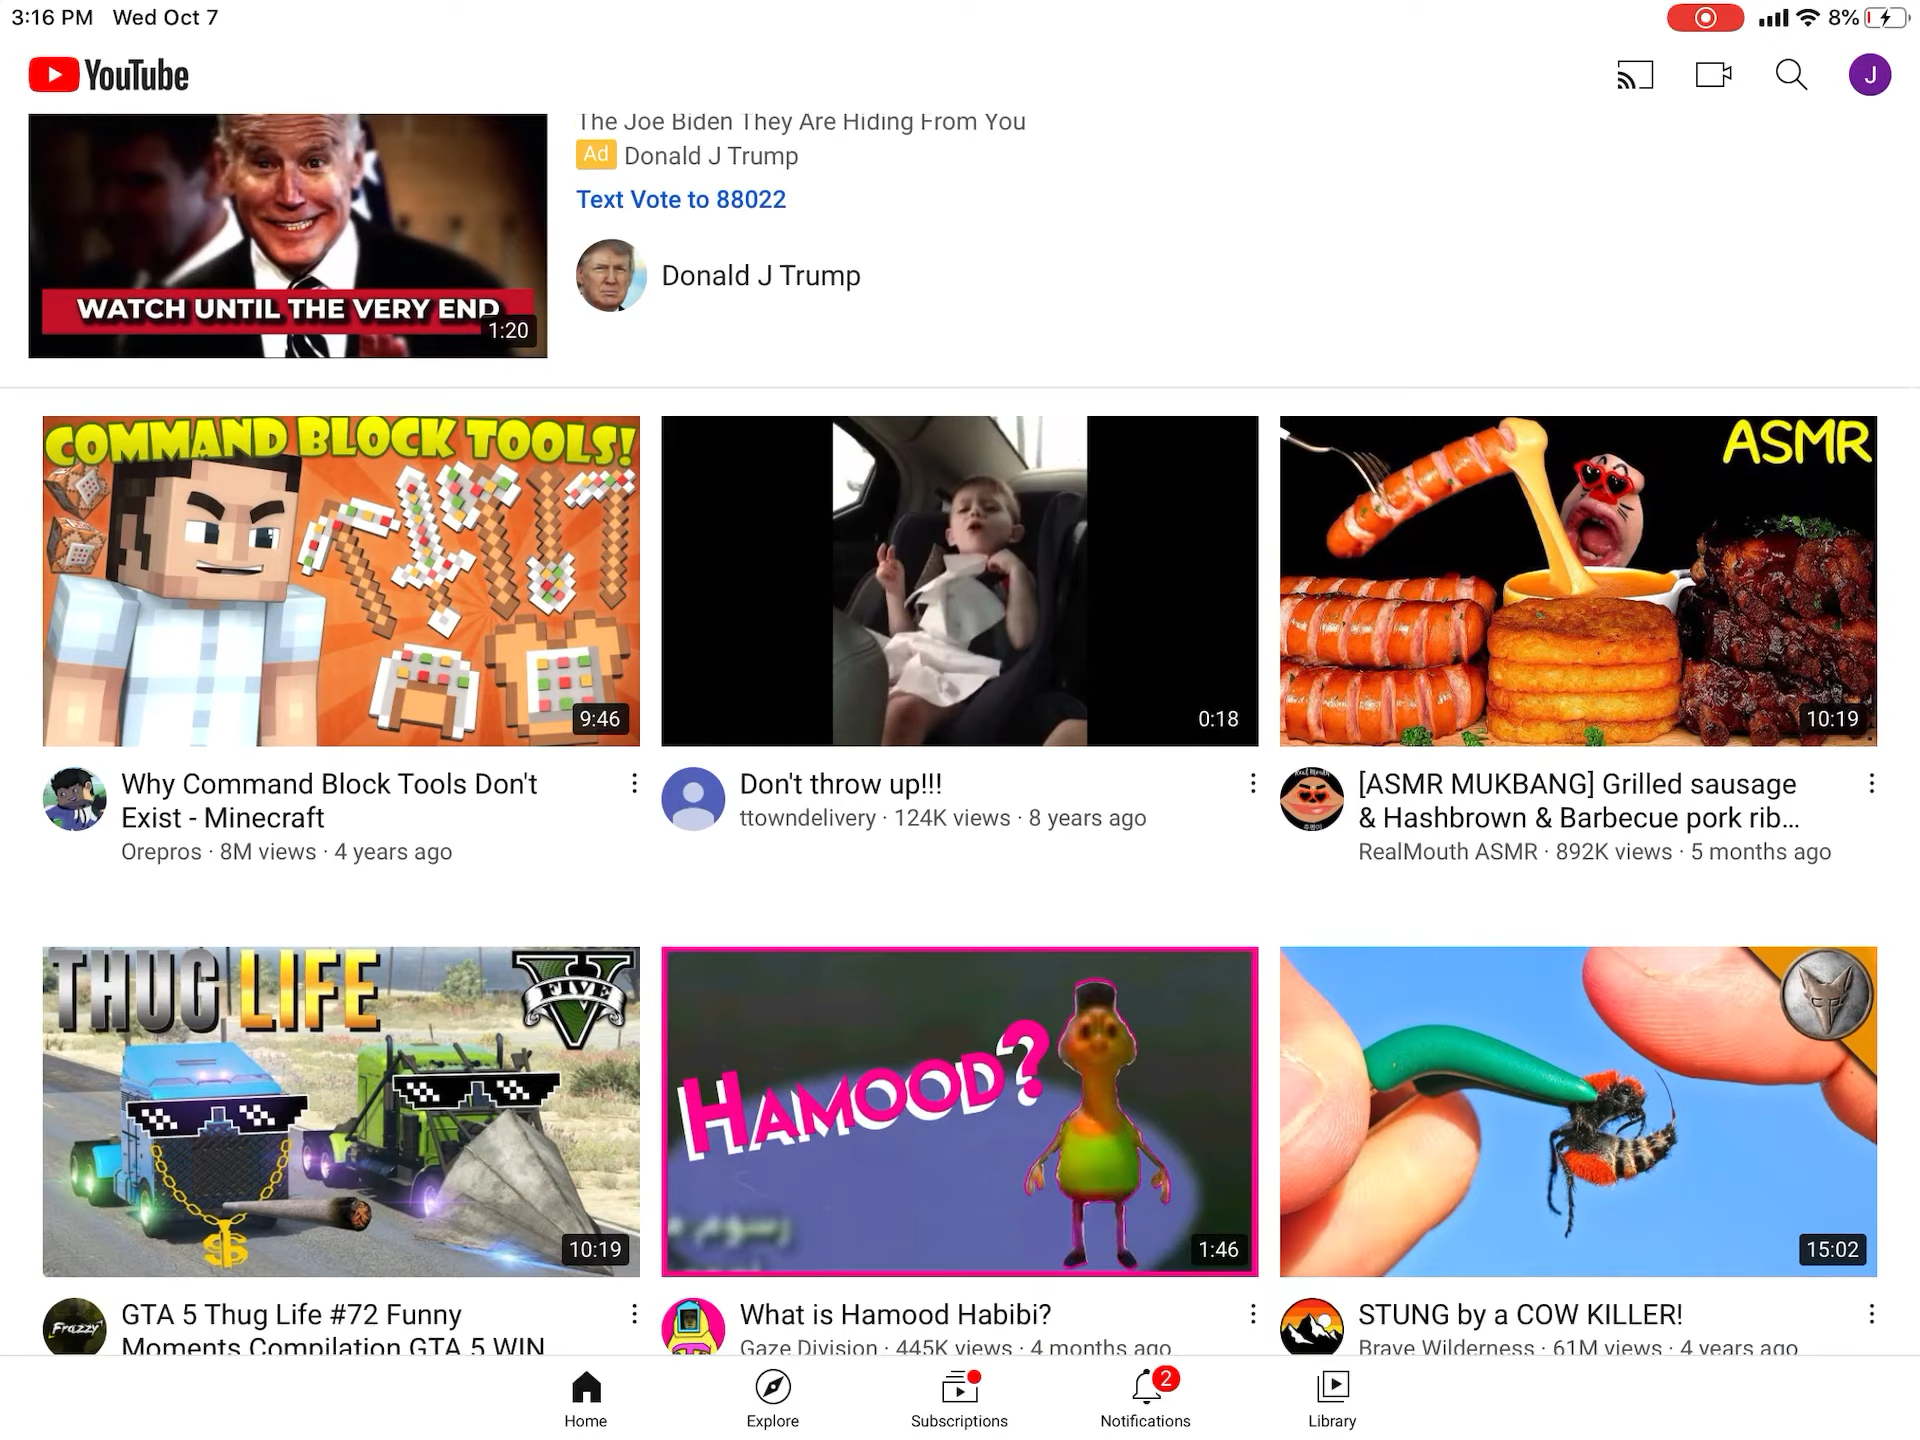 3:16 PM Wed Oct 7
8%
YouTube
J
The Joe Biden They Are Hiding From You
Ad Donald J Trump
Text Vote to 88022
Donald J Trump
WATCH UNTIL THE VERY END
1:20
COMMAND BLOCK TOOLS!
9:46
0:18
ASMR
10:19
Why Command Block Tools Don't
Exist - Minecraft
Orepros · 8M views · 4 years ago
Don't throw up!!!
ttowndelivery · 124K views · 8 years ago
[ASMR MUKBANG] Grilled sausage
& Hashbrown & Barbecue pork rib...
RealMouth ASMR · 892K views · 5 months ago
THUG LIFE
FIVE
10:19
HAMOOD?
1:46
15:02
Frazzy
GTA 5 Thug Life #72 Funny
Moments Compilation GTA 5 WIN
What is Hamood Habibi?
Gaze Division · 445K views · 4 months ago
STUNG by a COW KILLER!
Brave Wilderness · 61M views · 4 years ago
2
Home
Explore
Subscriptions
Notifications
Library